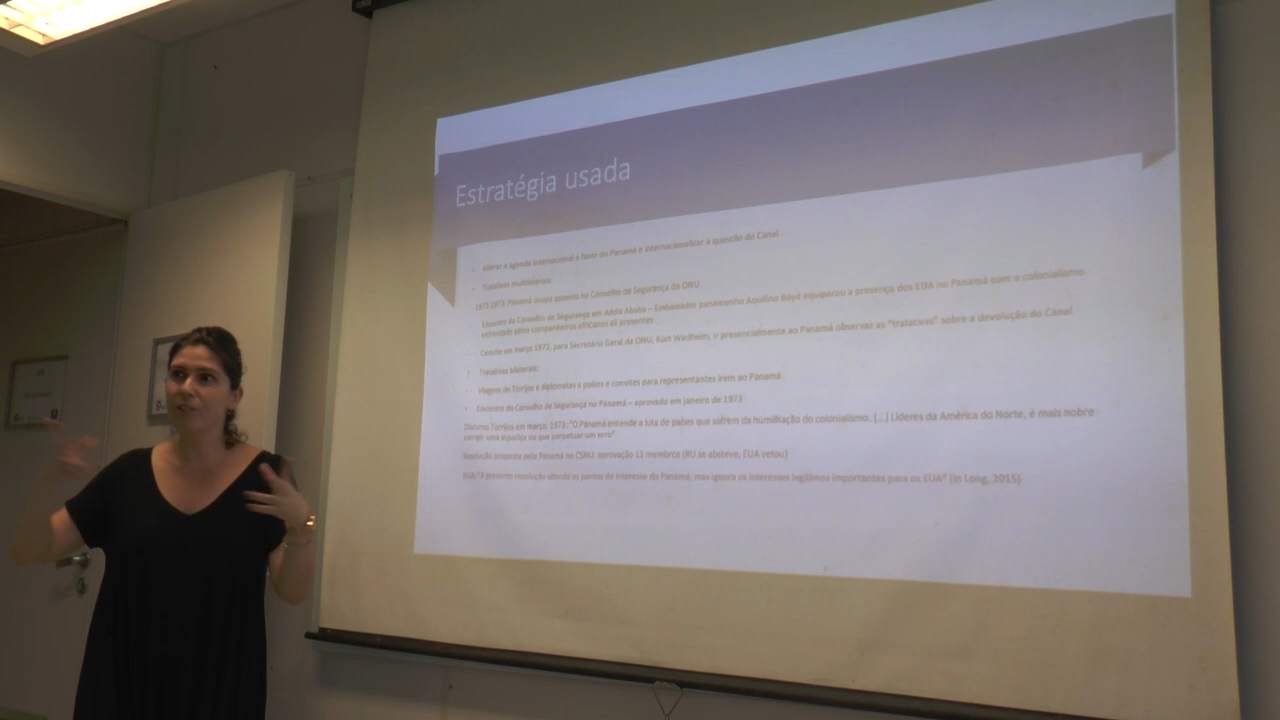 Estratégia usada
- Alterar a agenda internacional a favor do Panamá e internacionalizar a questão do Canal
- Tratativas multilaterais:
1972-1973: Panamá ocupa assento no Conselho de Segurança da ONU
- Encontro do Conselho de Segurança em Addis Ababa – Embaixador panamenho Aquilino Boyd equiparou a presença dos EUA no Panamá com o colonialismo
enfrentado pelos companheiros africanos ali presentes
- Convite em março 1972, para Secretário Geral da ONU, Kurt Wadheim, ir presencialmente ao Panamá observar as "tratativas" sobre a devolução do Canal
- Tratativas bilaterais:
- Viagens de Torrijos e diplomatas a países e convites para representantes irem ao Panamá
- Encontro do Conselho de Segurança no Panamá – aprovado em janeiro de 1973
Discurso Torrijos em março, 1973: "O Panamá entende a luta de países que sofrem da humilhação do colonialismo. (...) Líderes da América do Norte, é mais nobre
corrigir uma injustiça do que perpetuar um erro"
Resolução proposta pelo Panamá no CSNU: aprovação 13 membros (RU se absteve, EUA vetou)
EUA: "A presente resolução aborda os pontos de interesse do Panamá, mas ignora os interesses legítimos importantes para os EUA" (in Long, 2015)